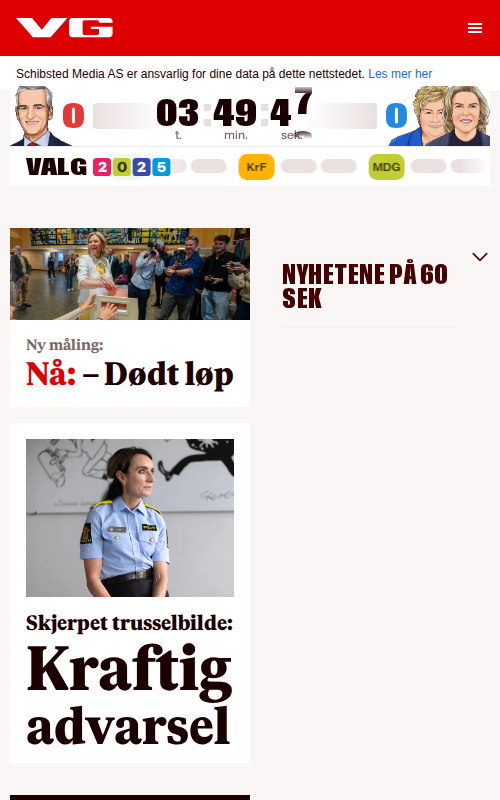 VG
Schibsted Media AS er ansvarlig for dine data på dette nettstedet. Les mer her
0 03:49:47 0
t. min. sek.
VALG 2025 KrF MDG
Ny måling:
Nå: – Dødt løp
NYHETENE PÅ 60
SEK
Skjerpet trusselbilde:
Kraftig
advarsel